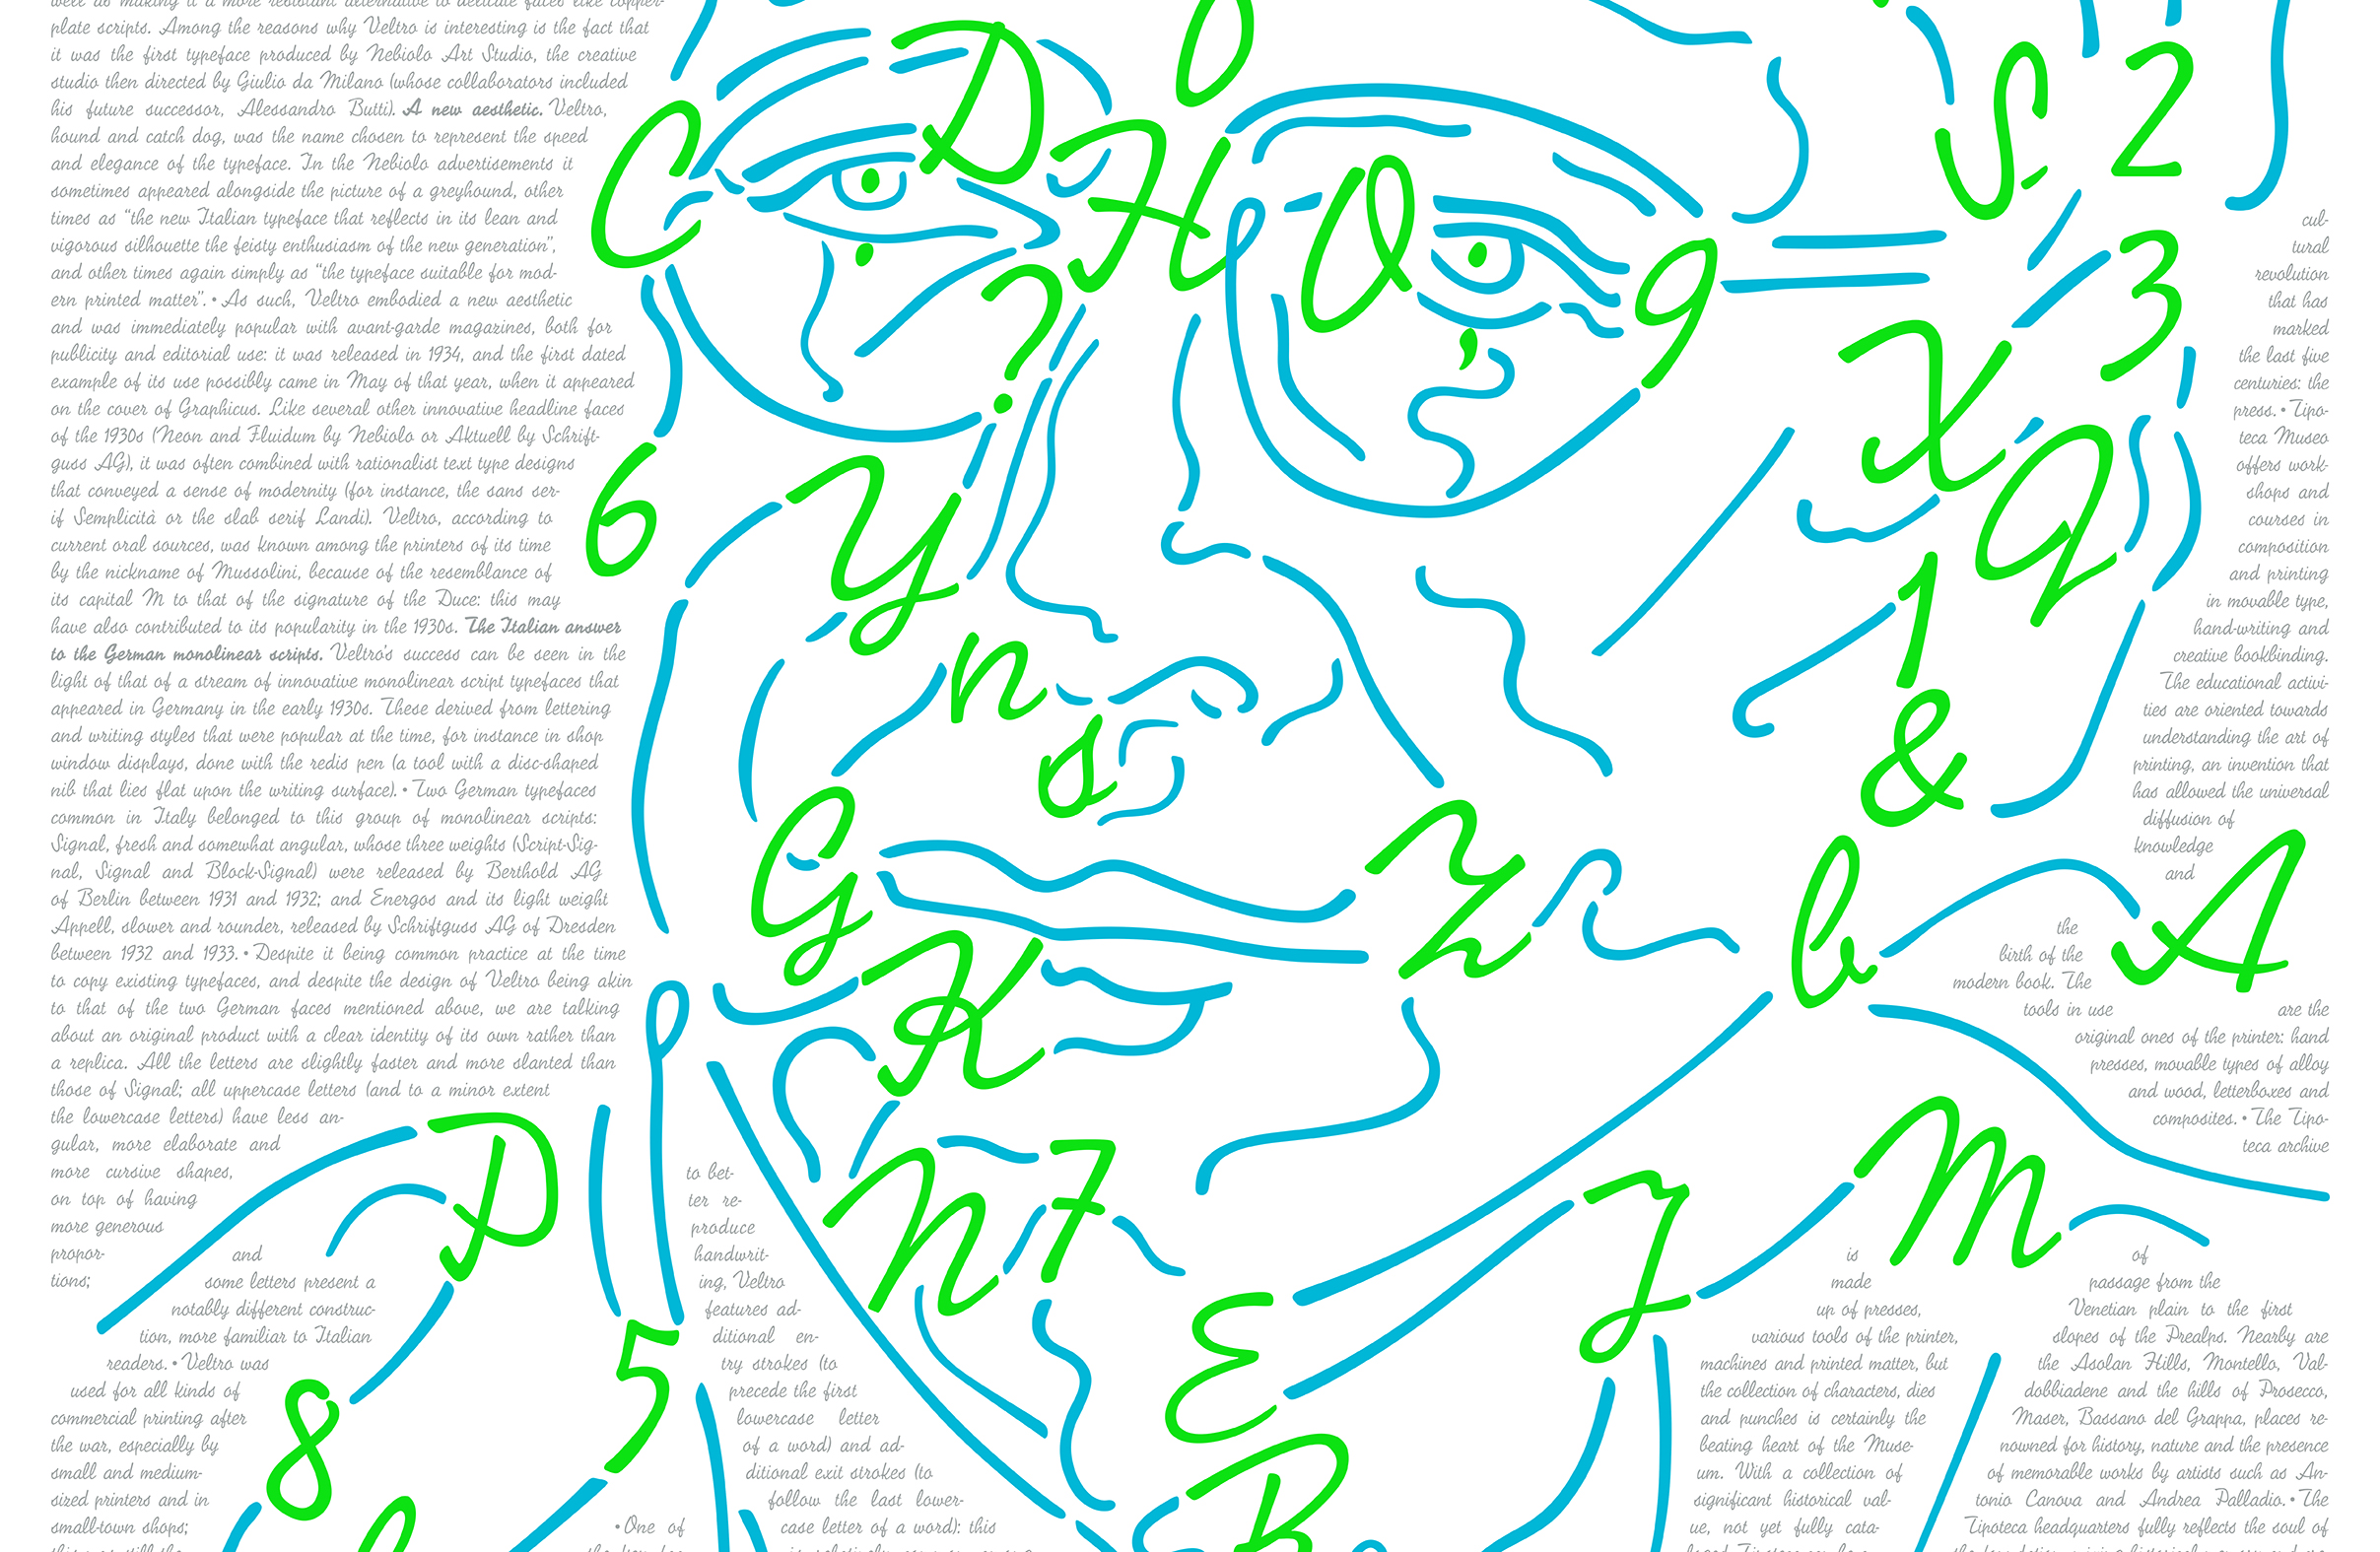 well as making it a more resistant alternative to delicate faces like copper-
plate scripts. Among the reasons why Veltro is interesting is the fact that
it was the first typeface produced by Nebiolo Art Studio, the creative
studio then directed by Giulio da Milano (whose collaborators included
his future successor, Alessandro Butti). A new aesthetic. Veltro,
hound and catch dog, was the name chosen to represent the speed
and elegance of the typeface. In the Nebiolo advertisements it
sometimes appeared alongside the picture of a greyhound, other
times as “the new Italian typeface that reflects in its lean and
vigorous silhouette the feisty enthusiasm of the new generation”,
and other times again simply as “the typeface suitable for mod-
ern printed matter”. • As such, Veltro embodied a new aesthetic
and was immediately popular with avant-garde magazines, both for
publicity and editorial use: it was released in 1934, and the first dated
example of its use possibly came in May of that year, when it appeared
on the cover of Graphicus. Like several other innovative headline faces
of the 1930s (Neon and Fluidum by Nebiolo or Aktuell by Schrift-
guss AG), it was often combined with rationalist text type designs
that conveyed a sense of modernity (for instance, the sans ser-
if Semplicità or the slab serif Landi). Veltro, according to
current oral sources, was known among the printers of its time
by the nickname of Mussolini, because of the resemblance of
its capital M to that of the signature of the Duce: this may
have also contributed to its popularity in the 1930s. The Italian answer
to the German monolinear scripts. Veltro’s success can be seen in the
light of that of a stream of innovative monolinear script typefaces that
appeared in Germany in the early 1930s. These derived from lettering
and writing styles that were popular at the time, for instance in shop
window displays, done with the redis pen (a tool with a disc-shaped
nib that lies flat upon the writing surface). • Two German typefaces
common in Italy belonged to this group of monolinear scripts:
Signal, fresh and somewhat angular, whose three weights (Script-Sig-
nal, Signal and Block-Signal) were released by Berthold AG
of Berlin between 1931 and 1932; and Energos and its light weight
Appell, slower and rounder, released by Schriftguss AG of Dresden
between 1932 and 1933. • Despite it being common practice at the time
to copy existing typefaces, and despite the design of Veltro being akin
to that of the two German faces mentioned above, we are talking
about an original product with a clear identity of its own rather than
a replica. All the letters are slightly faster and more slanted than
those of Signal; all uppercase letters (and to a minor extent
the lowercase letters) have less an-
gular, more elaborate and
more cursive shapes,
on top of having
more generous
propor-
tions;
and
some letters present a
notably different construc-
tion, more familiar to Italian
readers. • Veltro was
used for all kinds of
commercial printing after
the war, especially by
small and medium-
sized printers and in
small-town shops;
• One of
to bet-
ter re-
produce
handwrit-
ing, Veltro
features ad-
ditional en-
try strokes (to
precede the first
lowercase letter
of a word) and ad-
ditional exit strokes (to
follow the last lower-
case letter of a word): this
C
D
H
Q
g
S
2
3
X
Q
?
6
Y
n
s
1
&
G
K
Z
b
A
D
N
7
E
J
M
5
8
B
cul-
tural
revolution
that has
marked
the last five
centuries: the
press. • Tipo-
teca Museo
offers work-
shops and
courses in
composition
and printing
in movable type,
hand-writing and
creative bookbinding.
The educational activi-
ties are oriented towards
understanding the art of
printing, an invention that
has allowed the universal
diffusion of
knowledge
and
the
birth of the
modern book. The
tools in use are the
original ones of the printer: hand
presses, movable types of alloy
and wood, letterboxes and
composites. • The Tipo-
teca archive
is
made
up of presses,
various tools of the printer,
machines and printed matter, but
the collection of characters, dies
and punches is certainly the
beating heart of the Muse-
um. With a collection of
significant historical val-
ue, not yet fully cata-
of
passage from the
Venetian plain to the first
slopes of the Prealps. Nearby are
the Asolan Hills, Montello, Val-
dobbiadene and the hills of Prosecco,
Maser, Bassano del Grappa, places re-
nowned for history, nature and the presence
of memorable works by artists such as An-
tonio Canova and Andrea Palladio. • The
Tipoteca headquarters fully reflects the soul of